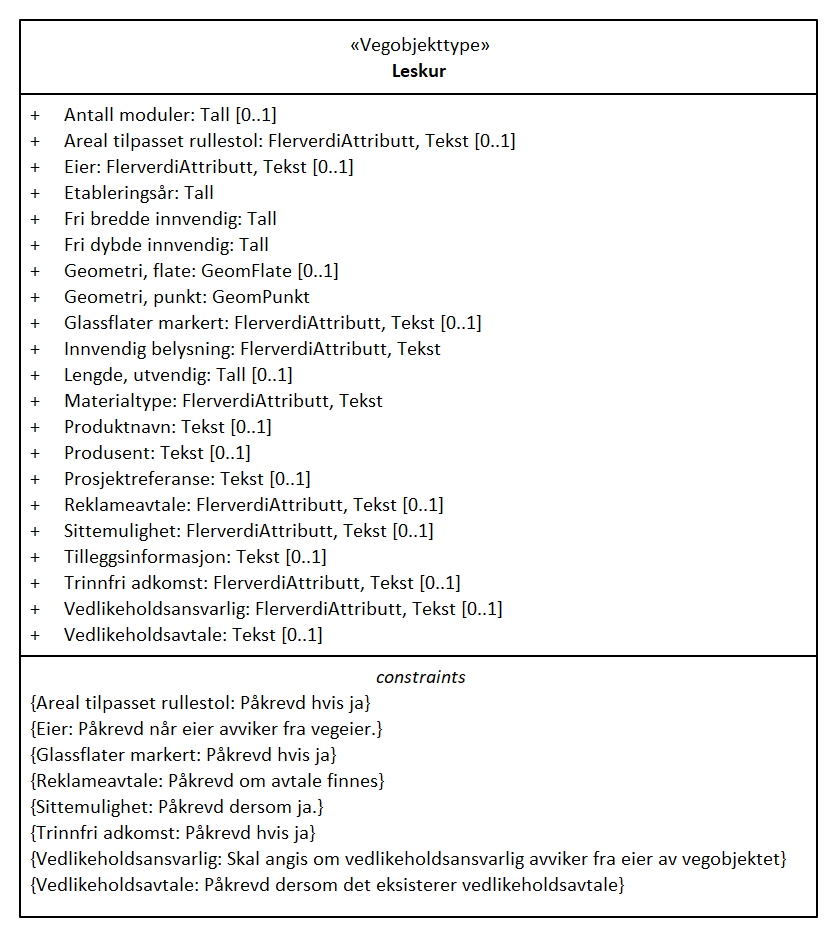 «Vegobjekttype»
Leskur
+ Antall moduler: Tall [0..1]
+ Areal tilpasset rullestol: FlerverdiAttributt, Tekst [0..1]
+ Eier: FlerverdiAttributt, Tekst [0..1]
+ Etableringsår: Tall
+ Fri bredde innvendig: Tall
+ Fri dybde innvendig: Tall
+ Geometri, flate: GeomFlate [0..1]
+ Geometri, punkt: GeomPunkt
+ Glassflater markert: FlerverdiAttributt, Tekst [0..1]
+ Innvendig belysning: FlerverdiAttributt, Tekst
+ Lengde, utvendig: Tall [0..1]
+ Materialtype: FlerverdiAttributt, Tekst
+ Produktnavn: Tekst [0..1]
+ Produsent: Tekst [0..1]
+ Prosjektreferanse: Tekst [0..1]
+ Reklameavtale: FlerverdiAttributt, Tekst [0..1]
+ Sittemulighet: FlerverdiAttributt, Tekst [0..1]
+ Tilleggsinformasjon: Tekst [0..1]
+ Trinnfri adkomst: FlerverdiAttributt, Tekst [0..1]
+ Vedlikeholdsansvarlig: FlerverdiAttributt, Tekst [0..1]
+ Vedlikeholdsavtale: Tekst [0..1]
constraints
{Areal tilpasset rullestol: Påkrevd hvis ja}
{Eier: Påkrevd når eier avviker fra vegeier.}
{Glassflater markert: Påkrevd hvis ja}
{Reklameavtale: Påkrevd om avtale finnes}
{Sittemulighet: Påkrevd dersom ja.}
{Trinnfri adkomst: Påkrevd hvis ja}
{Vedlikeholdsansvarlig: Skal angis om vedlikeholdsansvarlig avviker fra eier av vegobjektet}
{Vedlikeholdsavtale: Påkrevd dersom det eksisterer vedlikeholdsavtale}